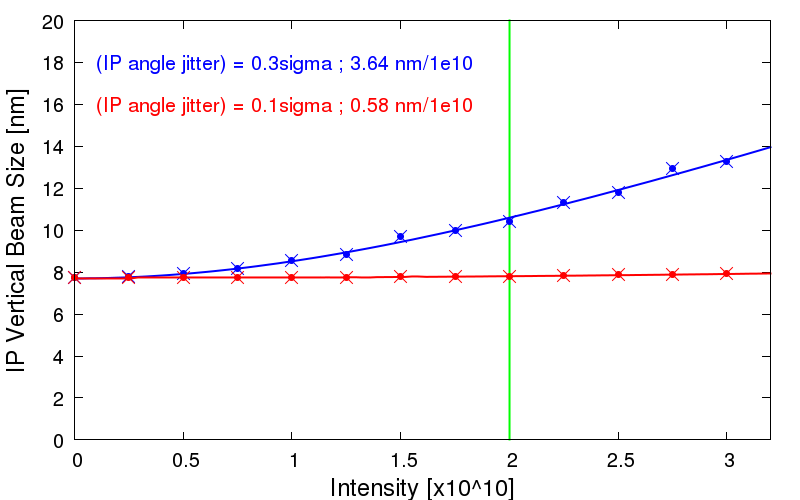 20
18
16
14
12
10
8
6
4
2
0
IP Vertical Beam Size [nm]
(IP angle jitter) = 0.3sigma ; 3.64 nm/1e10
(IP angle jitter) = 0.1sigma ; 0.58 nm/1e10
0 0.5 1 1.5 2 2.5 3
Intensity [x10^10]